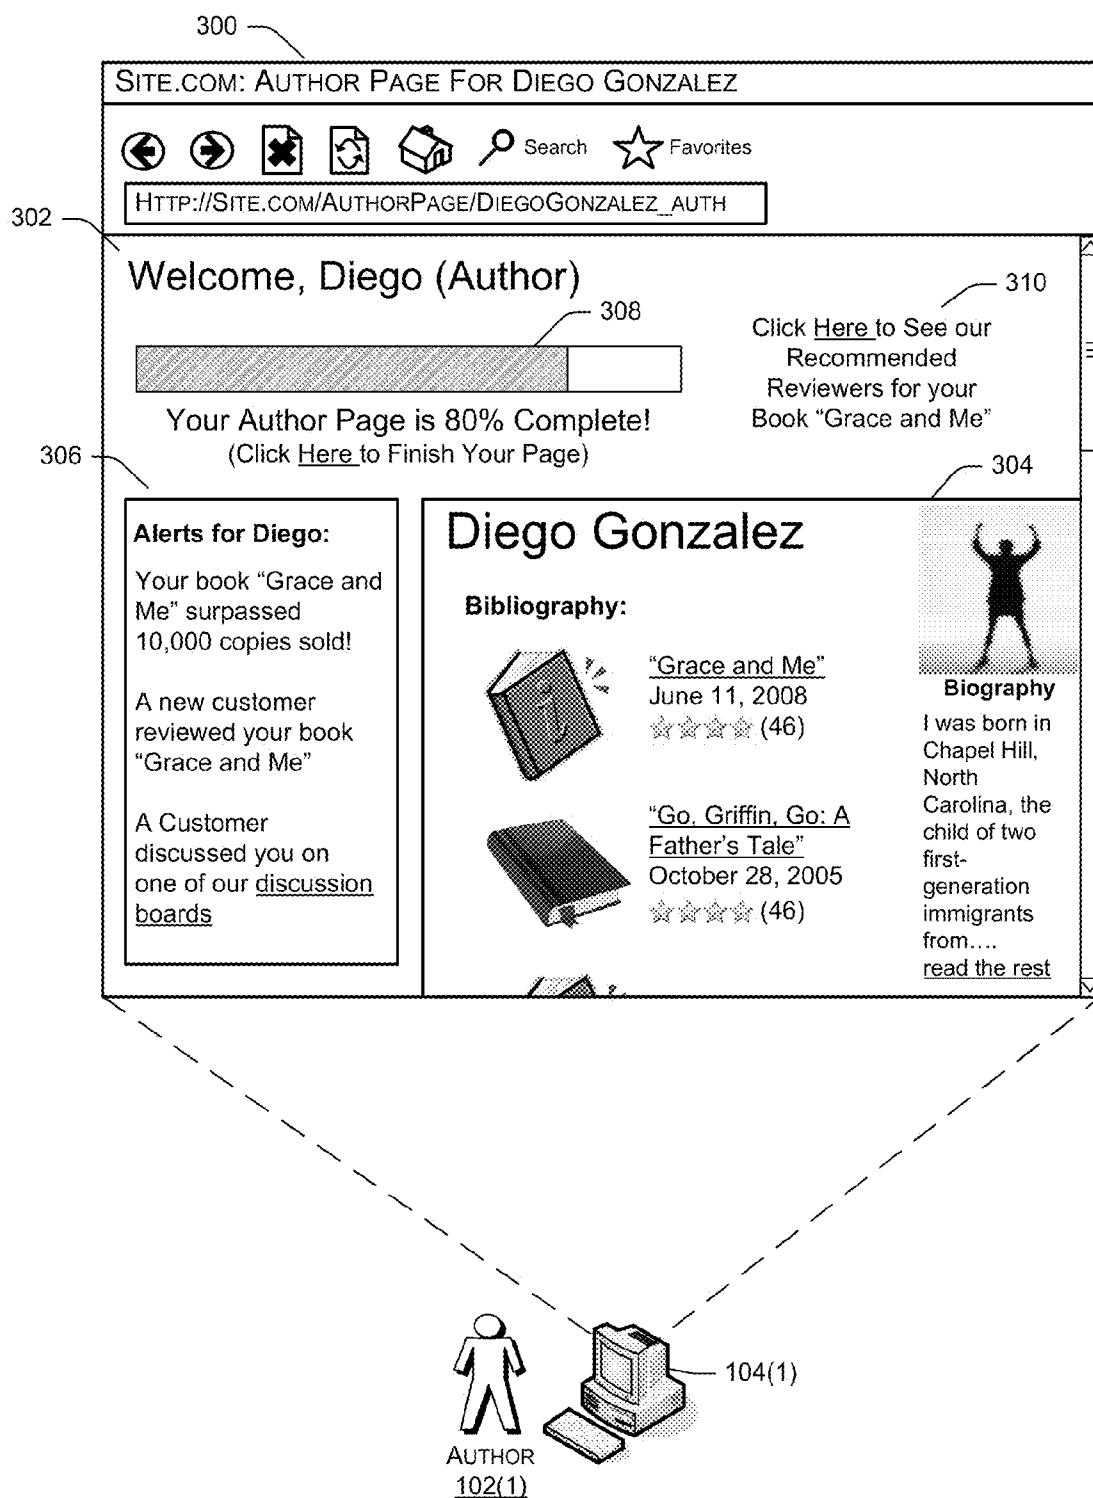 300
SITE.COM: AUTHOR PAGE FOR DIEGO GONZALEZ
Search
Favorites
HTTP://SITE.COM/AUTHORPAGE/DIEGOGONZALEZ_AUTH
302
Welcome, Diego (Author)
308
310
Click Here to See our
Recommended
Reviewers for your
Book “Grace and Me”
Your Author Page is 80% Complete!
(Click Here to Finish Your Page)
306
304
Alerts for Diego:
Your book “Grace and
Me” surpassed
10,000 copies sold!
A new customer
reviewed your book
“Grace and Me”
A Customer
discussed you on
one of our discussion
boards
Diego Gonzalez
Bibliography:
“Grace and Me”
June 11, 2008
(46)
“Go, Griffin, Go: A
Father’s Tale”
October 28, 2005
(46)
Biography
I was born in
Chapel Hill,
North
Carolina, the
child of two
first-
generation
immigrants
from….
read the rest
104(1)
AUTHOR
102(1)